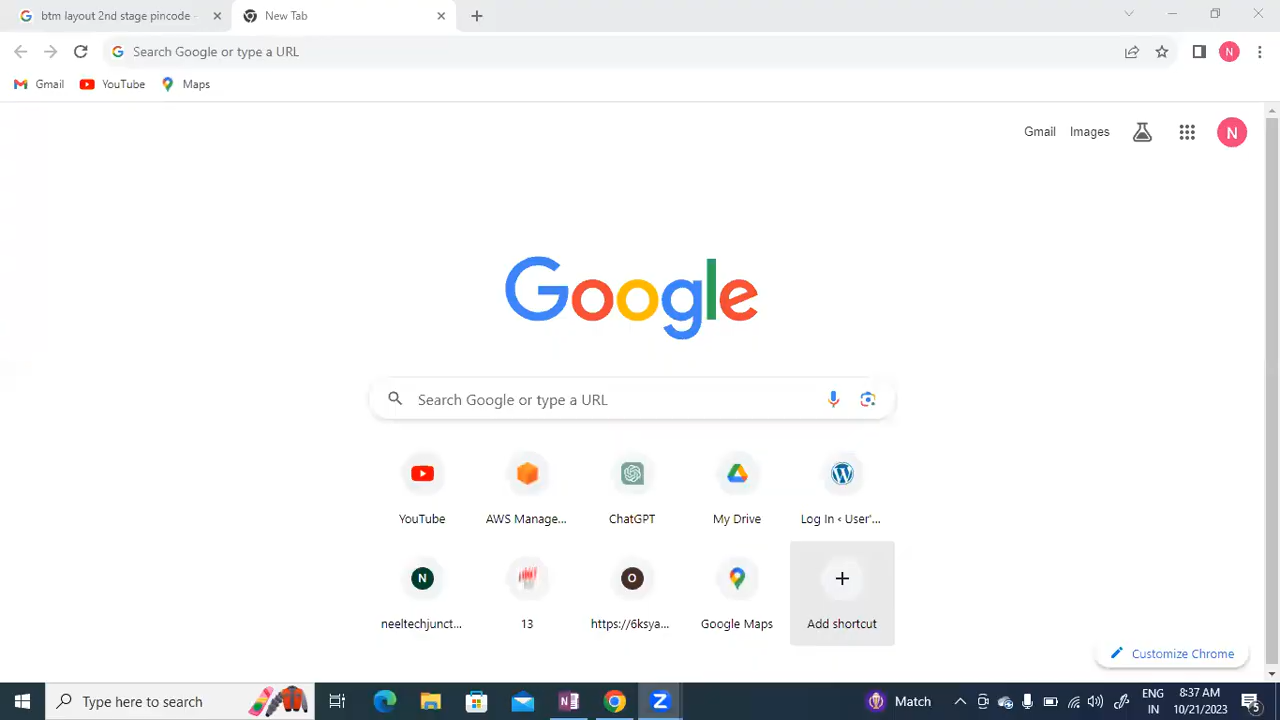 btm layout 2nd stage pincode
New Tab
Search Google or type a URL
N
Gmail
YouTube
Maps
Gmail
Images
N
Google
Search Google or type a URL
YouTube
AWS Manage...
ChatGPT
My Drive
Log In ‹ User'...
N
O
neeltechjunct...
13
https://6ksya...
Google Maps
Add shortcut
Customize Chrome
Type here to search
Match
ENG
IN
8:37 AM
10/21/2023
5